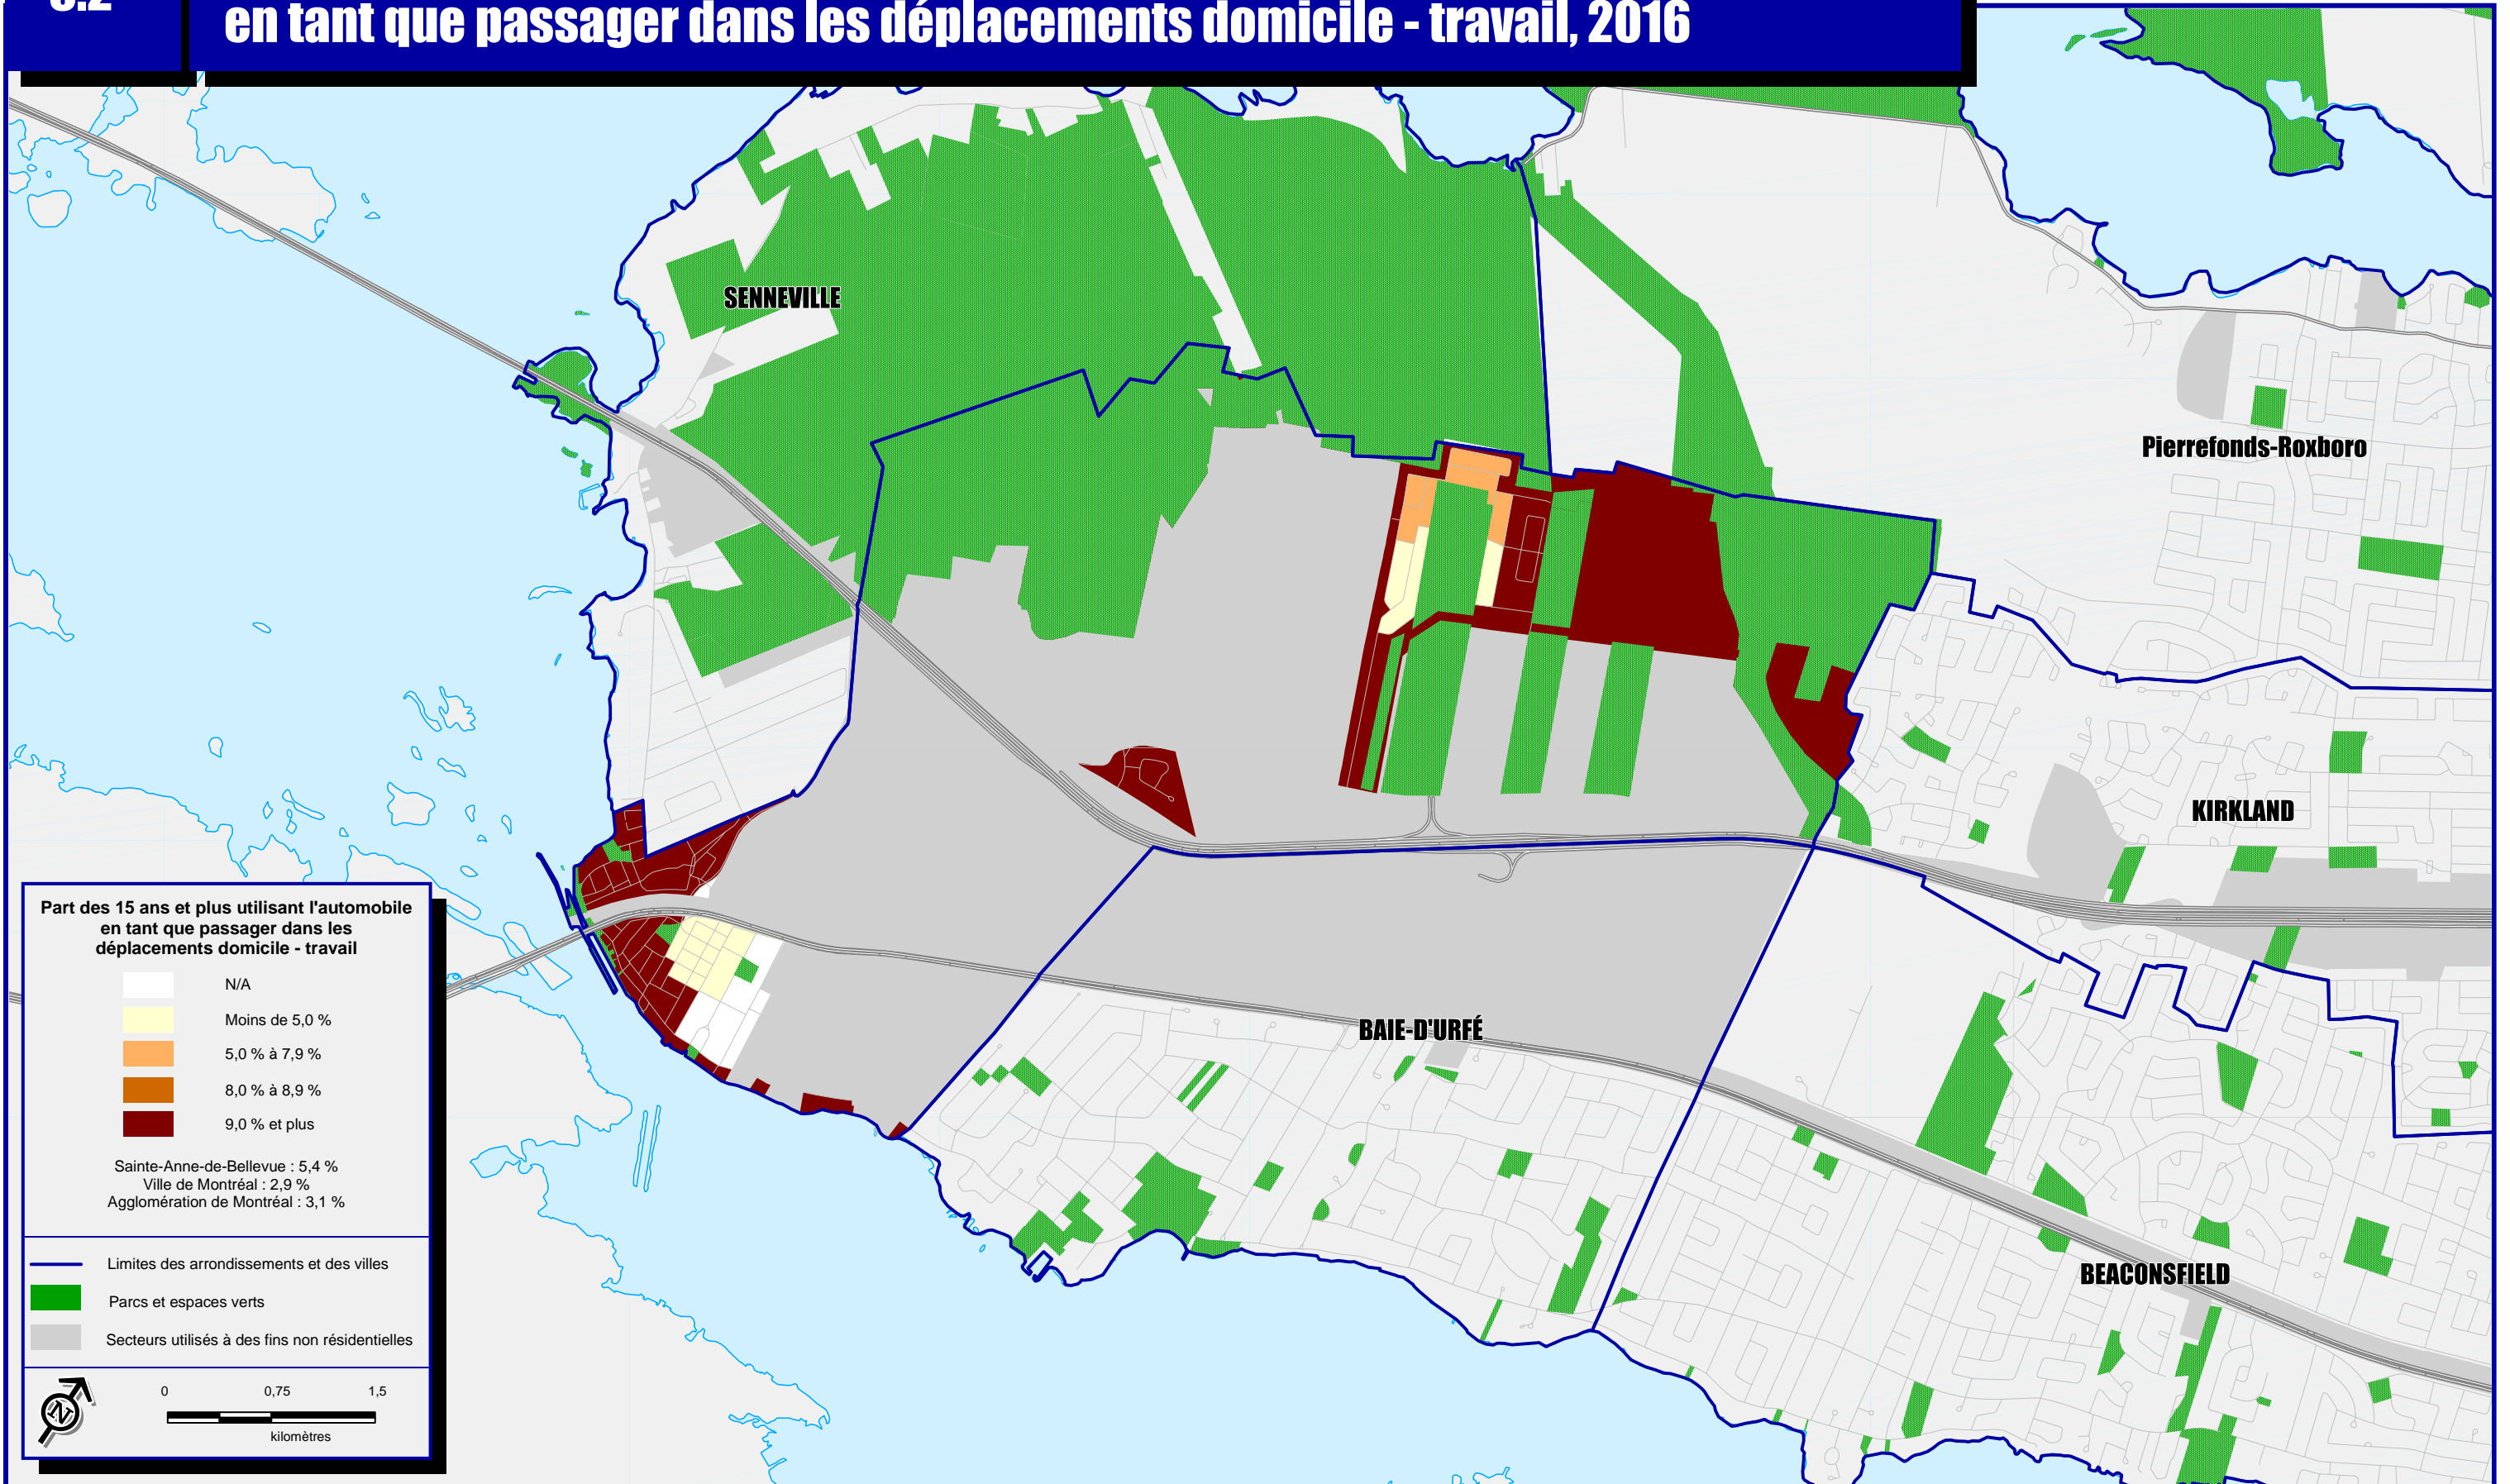 en tant que passager dans les déplacements domicile - travail, 2016
SENNEVILLE
Pierrefonds-Roxboro
KIRKLAND
BAIE-D'URFÉ
BEACONSFIELD
Part des 15 ans et plus utilisant l'automobile
en tant que passager dans les
déplacements domicile - travail
N/A
Moins de 5,0 %
5,0 % à 7,9 %
8,0 % à 8,9 %
9,0 % et plus
Sainte-Anne-de-Bellevue : 5,4 %
Ville de Montréal : 2,9 %
Agglomération de Montréal : 3,1 %
Limites des arrondissements et des villes
Parcs et espaces verts
Secteurs utilisés à des fins non résidentielles
N
0 0,75 1,5
kilomètres